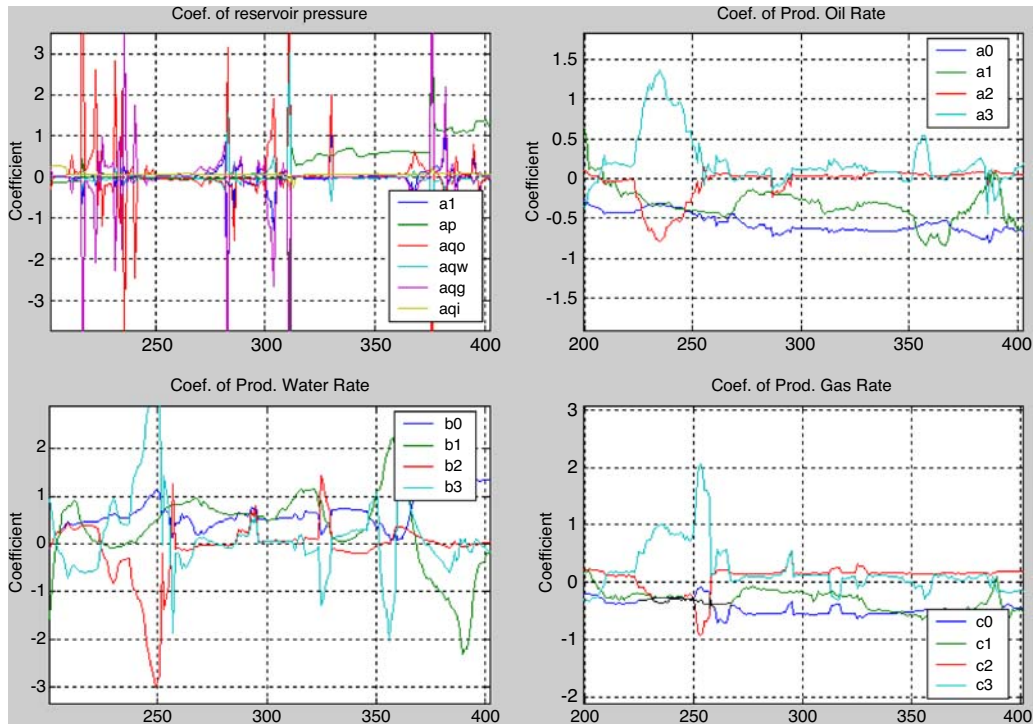 Coef. of reservoir pressure
Coefficient
3
2
1
0
-1
-2
-3
250
300
350
400
a1
ap
aqo
aqw
aqg
aqi
Coef. of Prod. Oil Rate
Coefficient
1.5
1
0.5
0
-0.5
-1
-1.5
200
250
300
350
400
a0
a1
a2
a3
Coef. of Prod. Water Rate
Coefficient
2
1
0
-1
-2
-3
250
300
350
400
b0
b1
b2
b3
Coef. of Prod. Gas Rate
Coefficient
3
2
1
0
-1
-2
200
250
300
350
400
c0
c1
c2
c3